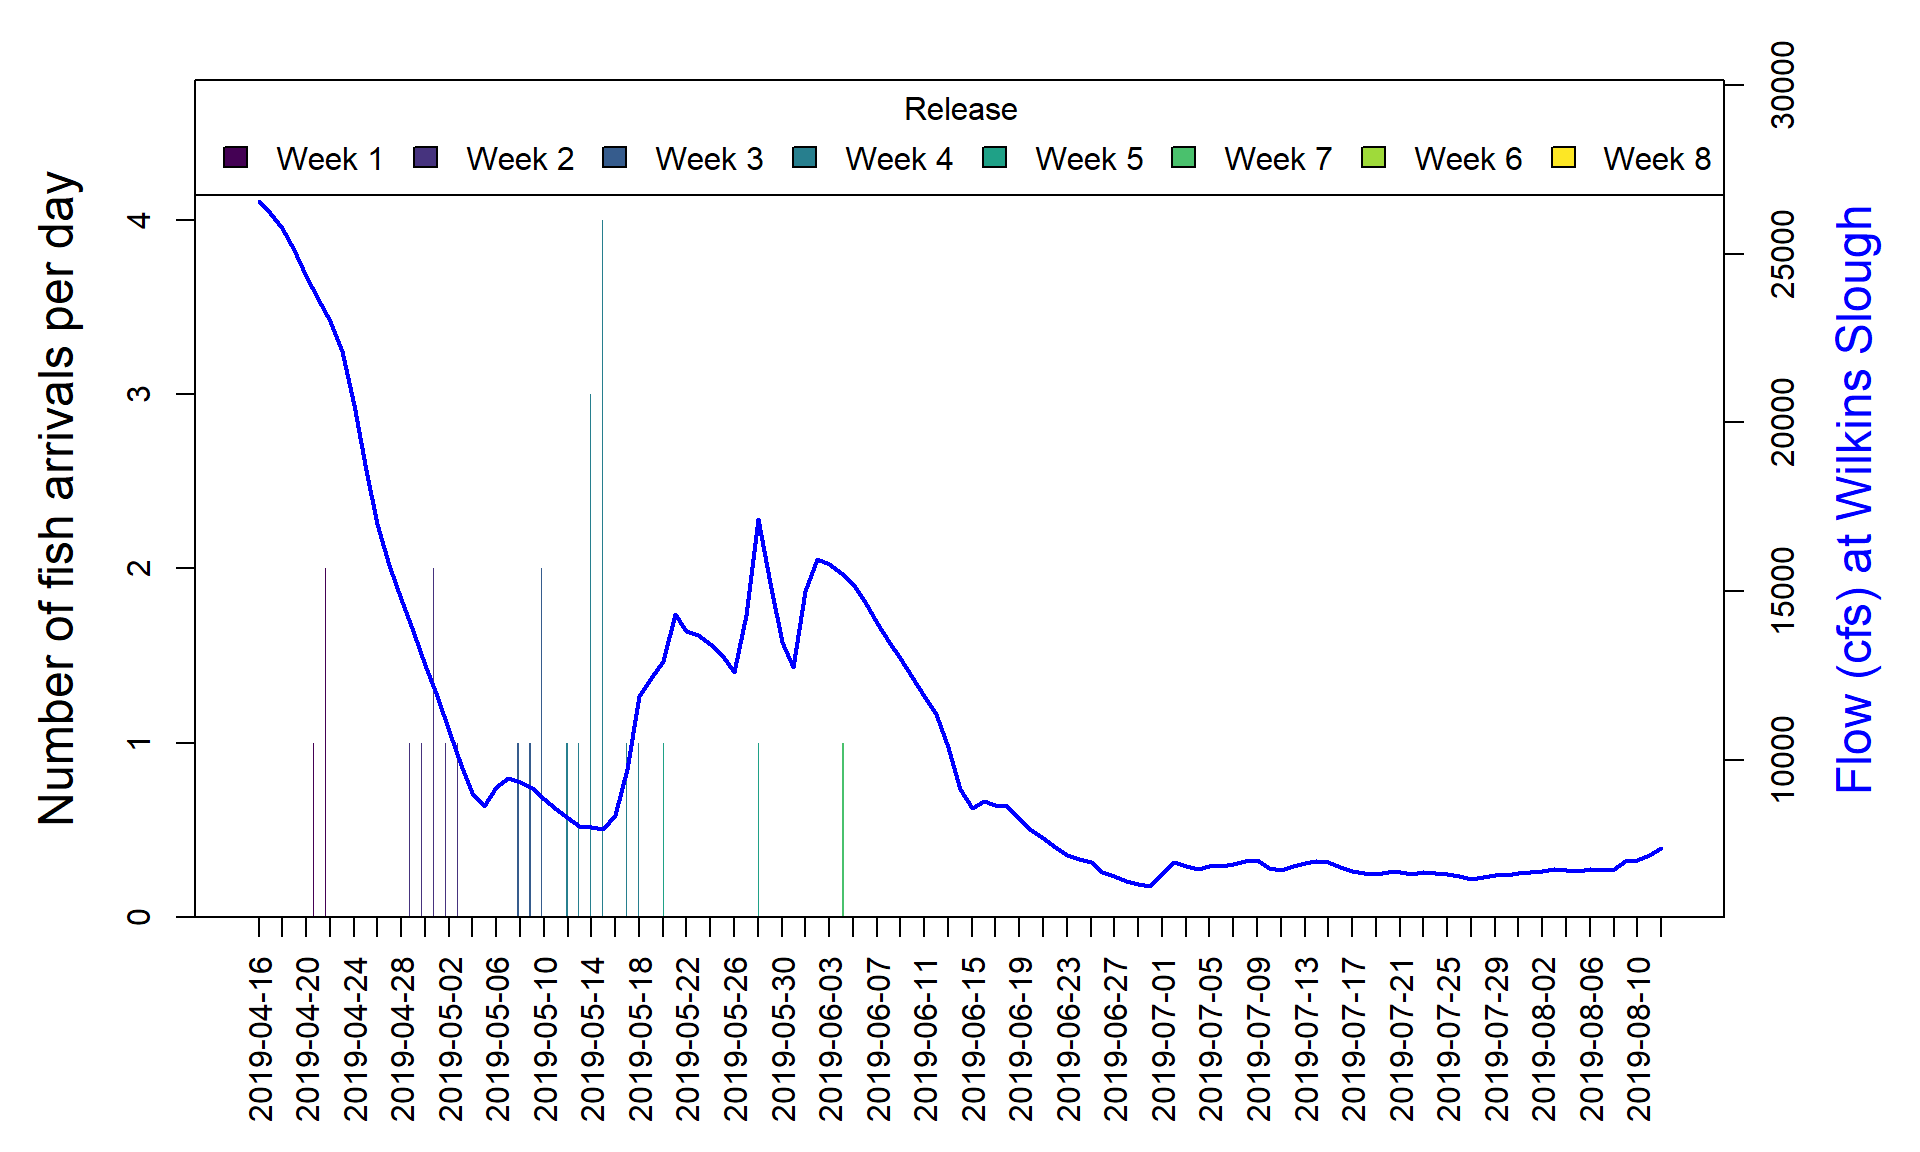 Release
Week 1 Week 2 Week 3 Week 4 Week 5 Week 7 Week 6 Week 8
Number of fish arrivals per day
0 1 2 3 4
Flow (cfs) at Wilkins Slough
10000 15000 20000 25000 30000
2019-04-16 2019-04-20 2019-04-24 2019-04-28 2019-05-02 2019-05-06 2019-05-10 2019-05-14 2019-05-18 2019-05-22 2019-05-26 2019-05-30 2019-06-03 2019-06-07 2019-06-11 2019-06-15 2019-06-19 2019-06-23 2019-06-27 2019-07-01 2019-07-05 2019-07-09 2019-07-13 2019-07-17 2019-07-21 2019-07-25 2019-07-29 2019-08-02 2019-08-06 2019-08-10